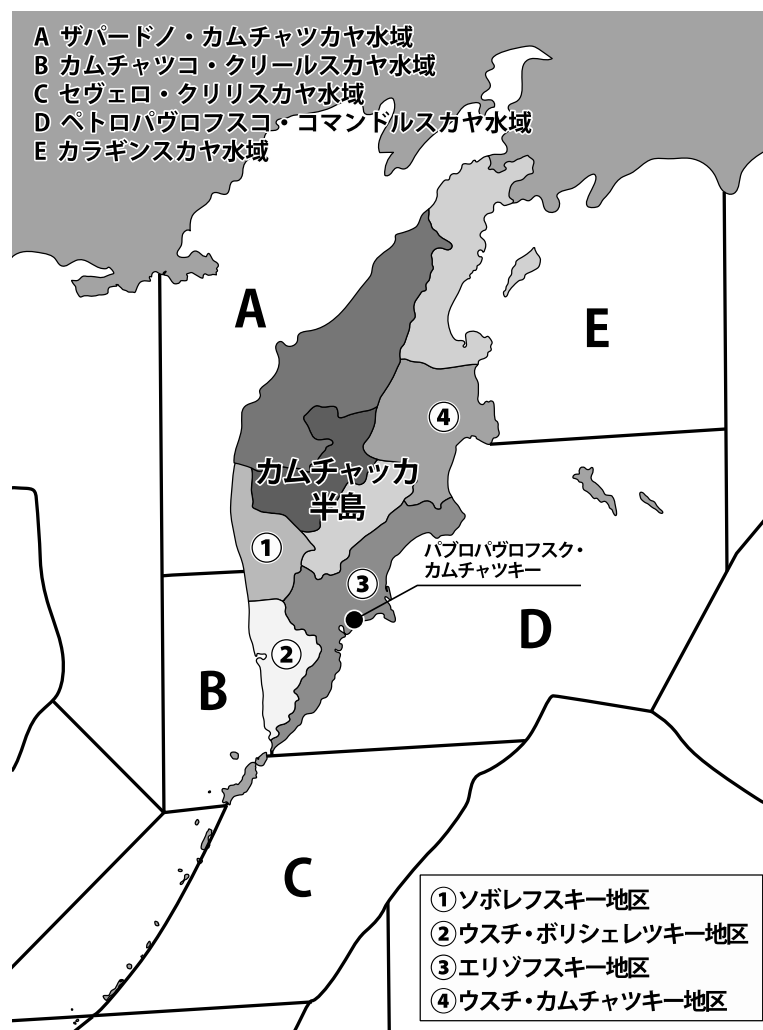 A ザパードノ・カムチャツカヤ水域
B カムチャツコ・クリールスカヤ水域
C セヴェロ・クリリスカヤ水域
D ペトロパヴロフスコ・コマンドルスカヤ水域
E カラギンスカヤ水域
A
E
④
カムチャッカ
半島
①
パブロパヴロフスク・
カムチャツキー
③
D
②
B
C
①ソボレフスキー地区
②ウスチ・ボリシェレツキー地区
③エリゾフスキー地区
④ウスチ・カムチャツキー地区